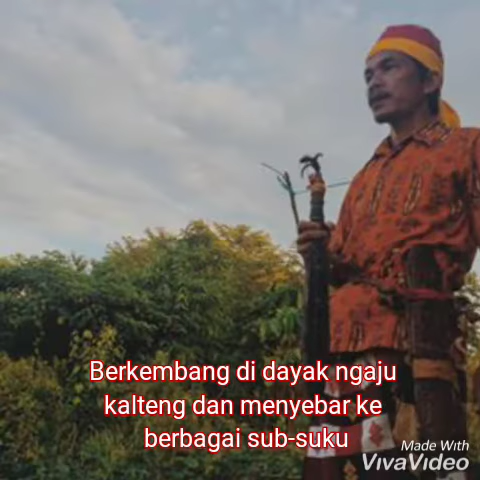 Berkembang di dayak ngaju
kalteng dan menyebar ke
berbagai sub-suku
Made With
VivaVideo